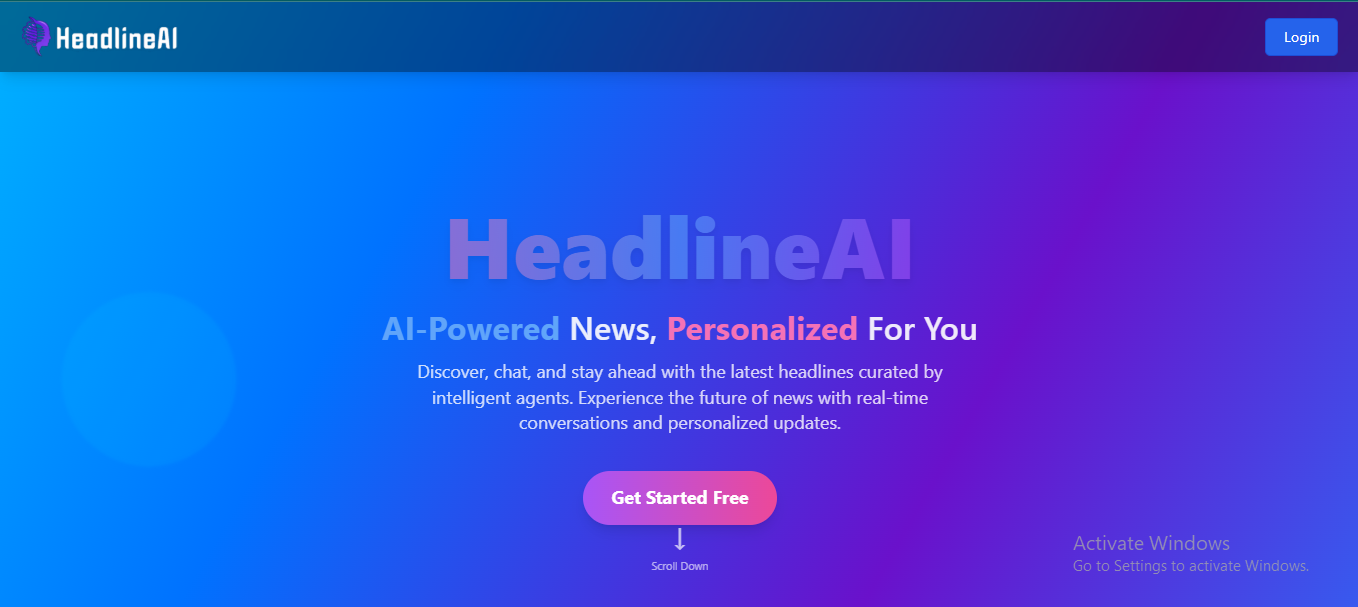 HeadlineAI
Login
HeadlineAI
AI-Powered News, Personalized For You
Discover, chat, and stay ahead with the latest headlines curated by
intelligent agents. Experience the future of news with real-time
conversations and personalized updates.
Get Started Free
Scroll Down
Activate Windows
Go to Settings to activate Windows.